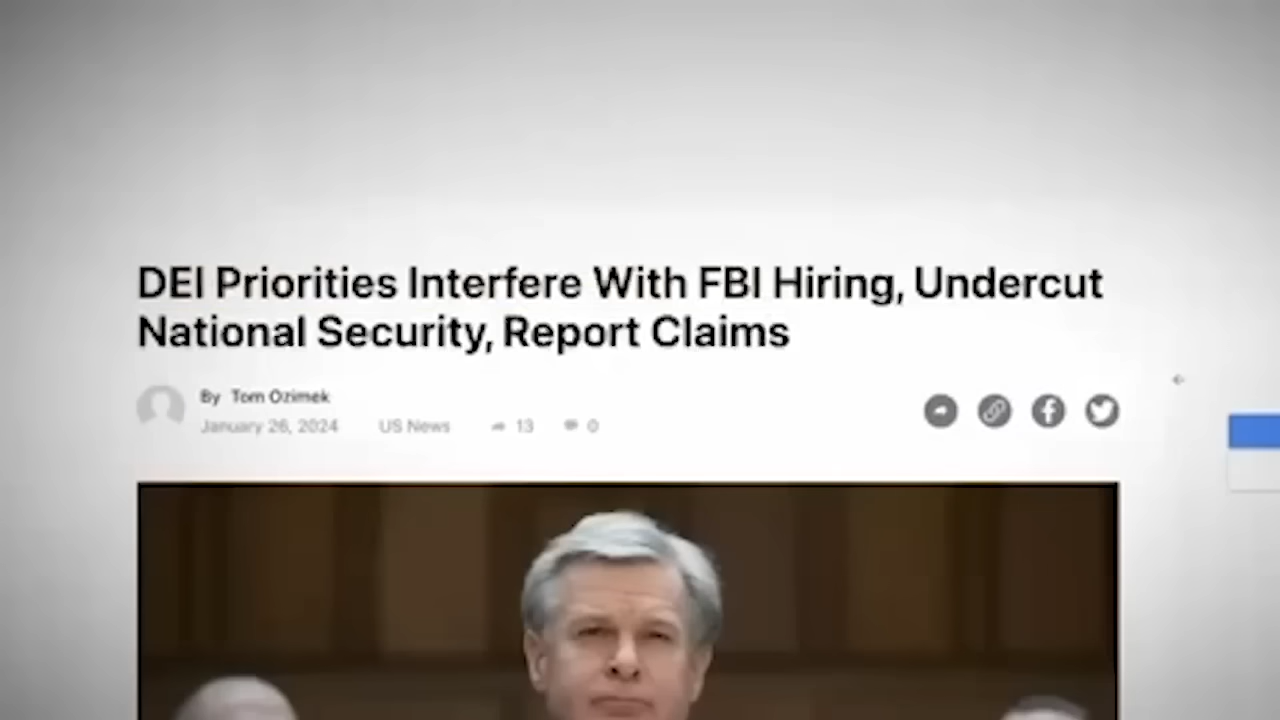 DEI Priorities Interfere With FBI Hiring, Undercut
National Security, Report Claims
By Tom Ozimek
January 26, 2024 US News 13 0